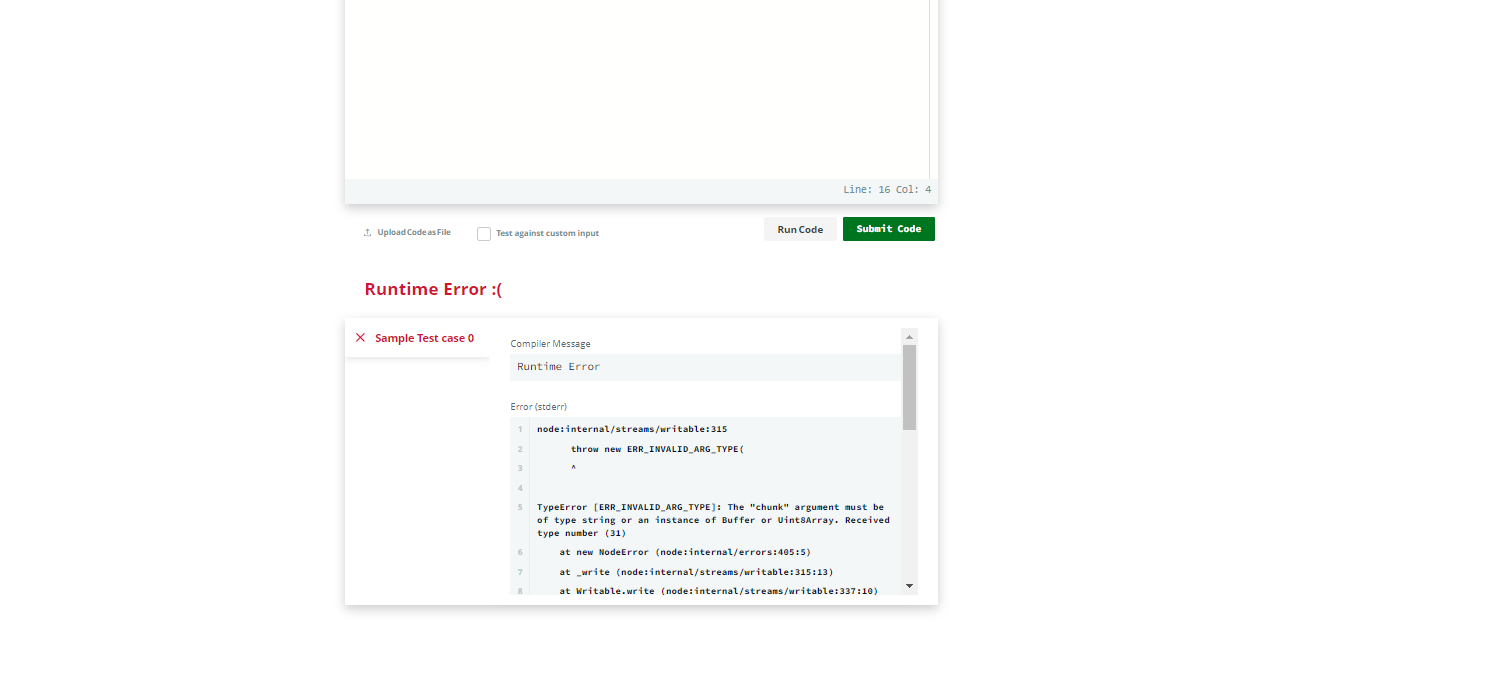 Line: 16 Col: 4
Upload Code as File
Test against custom input
Run Code
Submit Code
Runtime Error :(
Sample Test case 0
Compiler Message
Runtime Error
Error (stderr)
1 node:internal/streams/writable:315
2 throw new ERR_INVALID_ARG_TYPE(
3 ^
4
5 TypeError [ERR_INVALID_ARG_TYPE]: The "chunk" argument must be
of type string or an instance of Buffer or Uint8Array. Received
type number (31)
6 at new NodeError (node:internal/errors:405:5)
7 at _write (node:internal/streams/writable:315:13)
8 at Writable.write (node:internal/streams/writable:337:10)